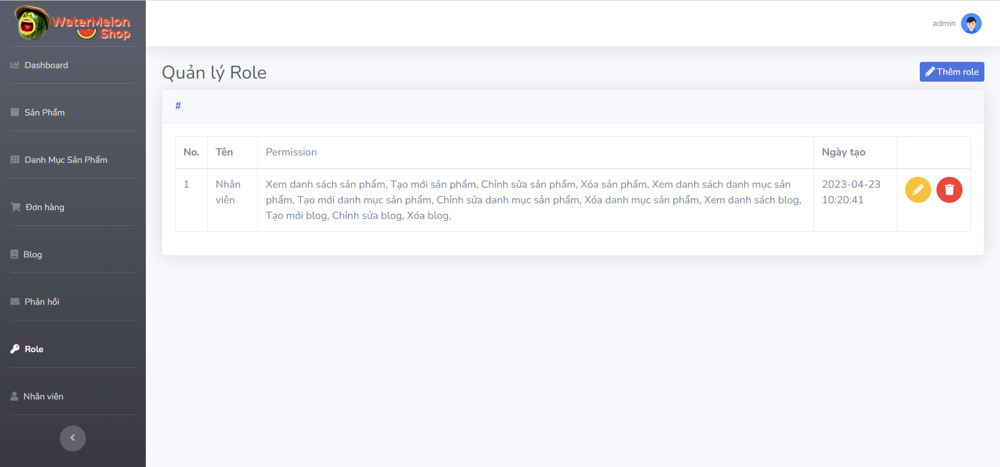 WaterMelon
Shop
admin
Dashboard
Sản Phẩm
Danh Mục Sản Phẩm
Đơn hàng
Blog
Phản hồi
Role
Nhân viên
Quản lý Role
Thêm role
#
No. Tên Permission Ngày tạo
1 Nhân viên Xem danh sách sản phẩm, Tạo mới sản phẩm, Chỉnh sửa sản phẩm, Xóa sản phẩm, Xem danh sách danh mục sản
phẩm, Tạo mới danh mục sản phẩm, Chỉnh sửa danh mục sản phẩm, Xóa danh mục sản phẩm, Xem danh sách blog,
Tạo mới blog, Chỉnh sửa blog, Xóa blog,
2023-04-23
10:20:41